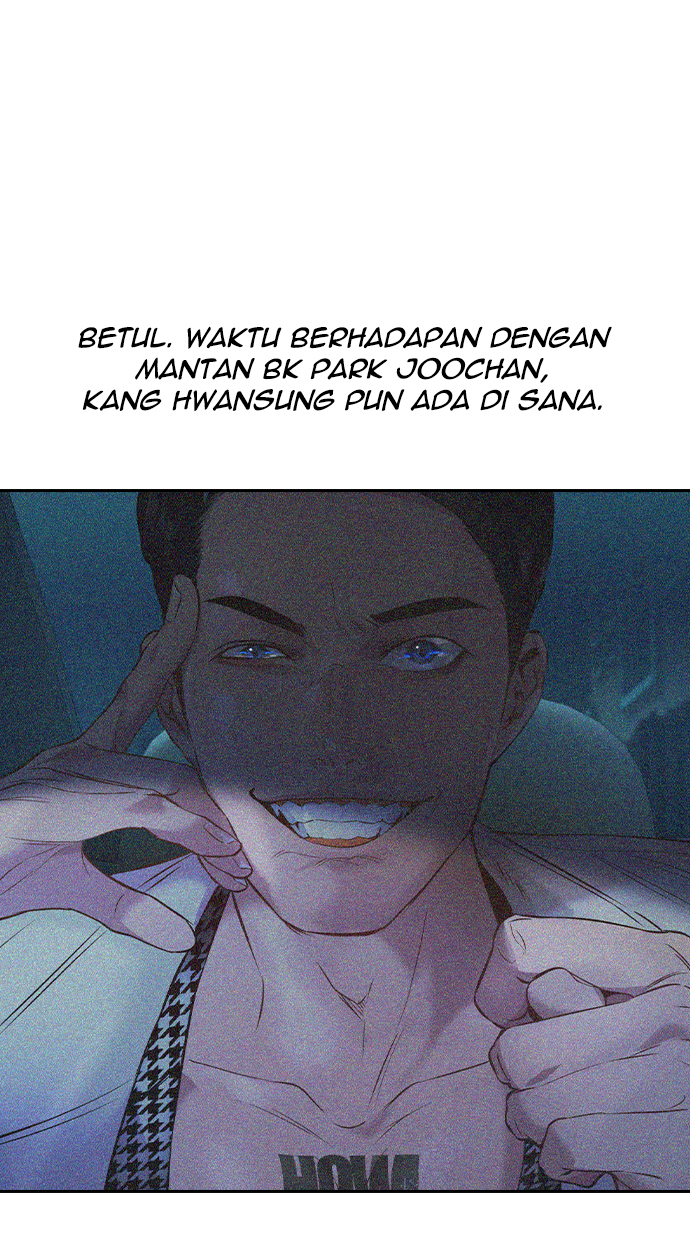 BETUL. WAKTU BERHADAPAN DENGAN
MANTAN BK PARK JOOCHAN,
KANG HWANSUNG PUN ADA DI SANA.